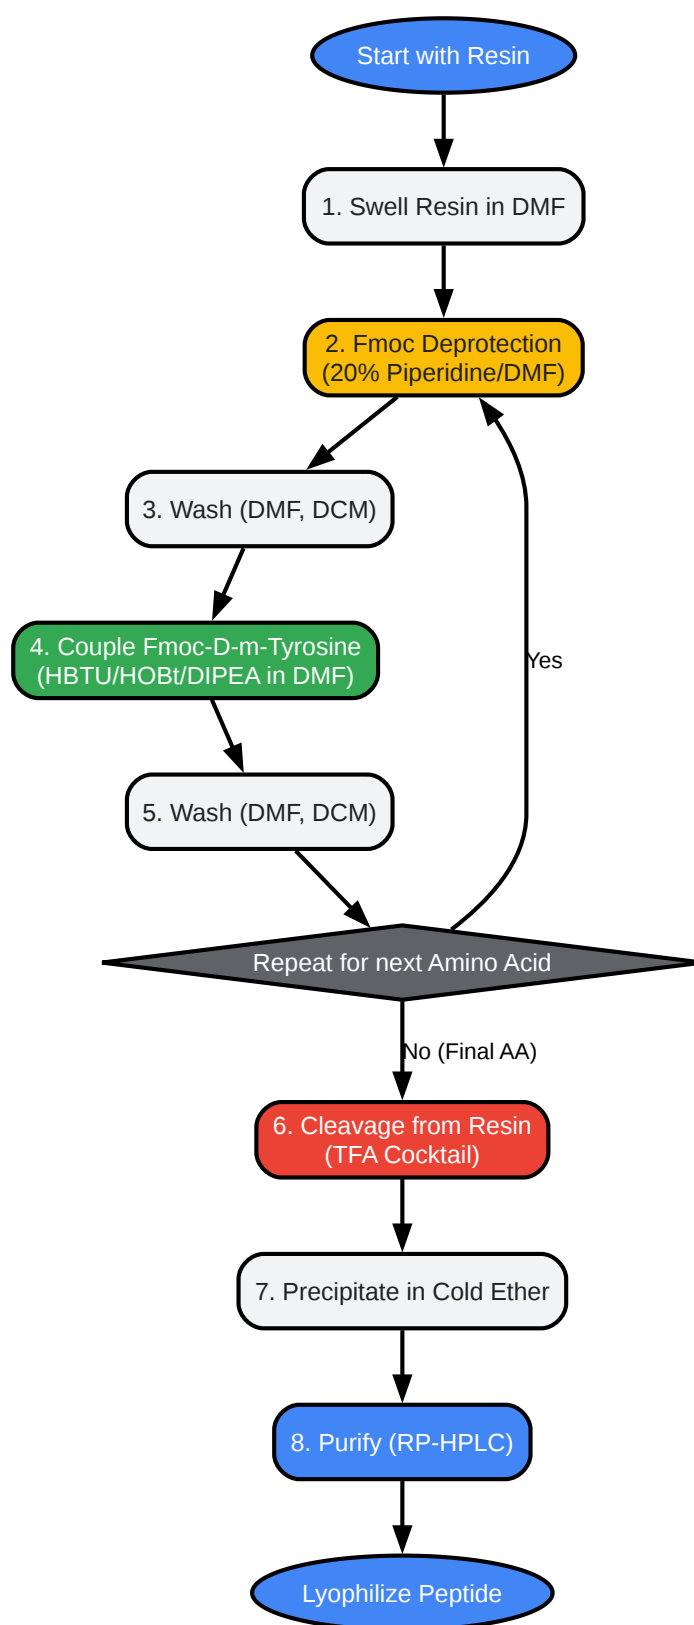 Start with Resin
1. Swell Resin in DMF
2. Fmoc Deprotection
(20% Piperidine/DMF)
3. Wash (DMF, DCM)
4. Couple Fmoc-D-m-Tyrosine
(HBTU/HOBt/DIPEA in DMF)
Yes
5. Wash (DMF, DCM)
Repeat for next Amino Acid
No (Final AA)
6. Cleavage from Resin
(TFA Cocktail)
7. Precipitate in Cold Ether
8. Purify (RP-HPLC)
Lyophilize Peptide